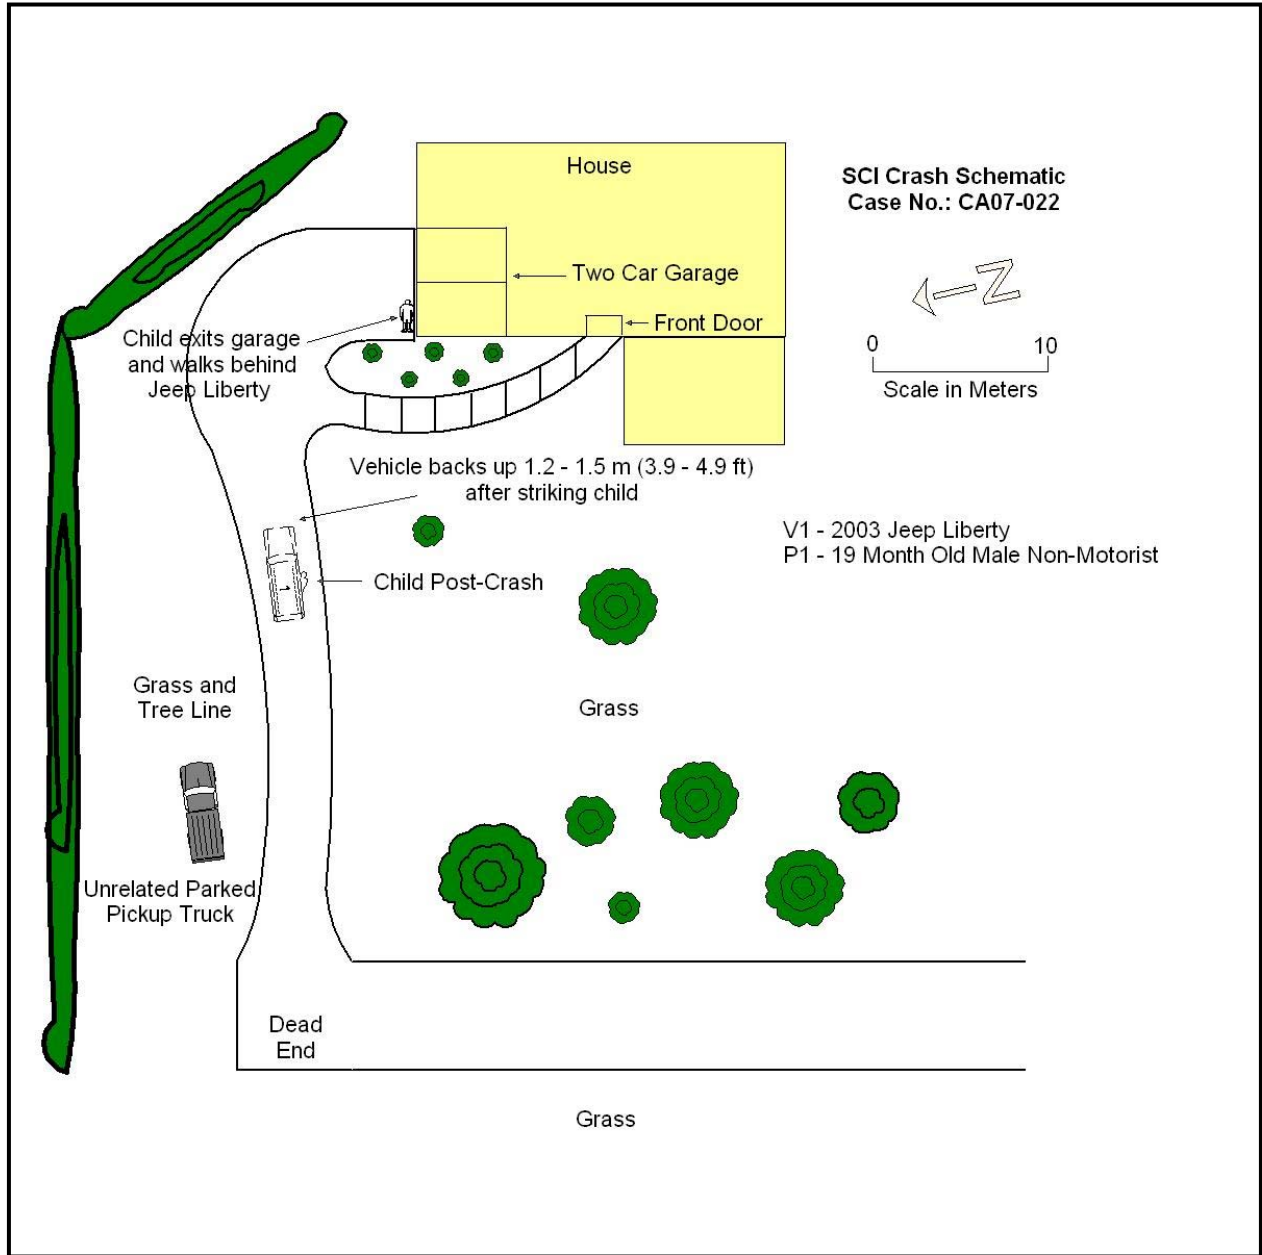 House
SCI Crash Schematic
Case No.: CA07-022
Two Car Garage
N
Front Door
Child exits garage
and walks behind
Jeep Liberty
0 10
Scale in Meters
Vehicle backs up 1.2 - 1.5 m (3.9 - 4.9 ft)
after striking child
V1 - 2003 Jeep Liberty
P1 - 19 Month Old Male Non-Motorist
Child Post-Crash
Grass and
Tree Line
Grass
Unrelated Parked
Pickup Truck
Dead
End
Grass